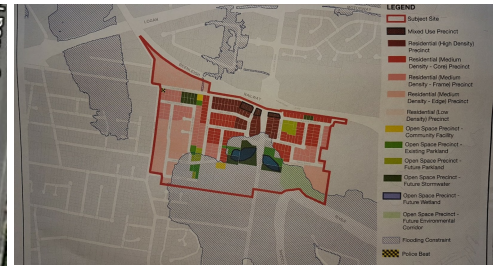 LEGEND
Subject Site
Mixed Use Precinct
Residential (High Density)
Precinct
Residential (Medium
Density - Core) Precinct
Residential (Medium
Density - Frame) Precinct
Residential (Medium
Density - Edge) Precinct
Residential (Low
Density) Precinct
Open Space Precinct -
Community Facility
Open Space Precinct -
Existing Parkland
Open Space Precinct -
Future Parkland
Open Space Precinct -
Future Stormwater
Open Space Precinct -
Future Wetland
Open Space Precinct -
Future Environmental
Corridor
Flooding Constraint
Police Beat
LOGAN
RAILWAY
ROAD